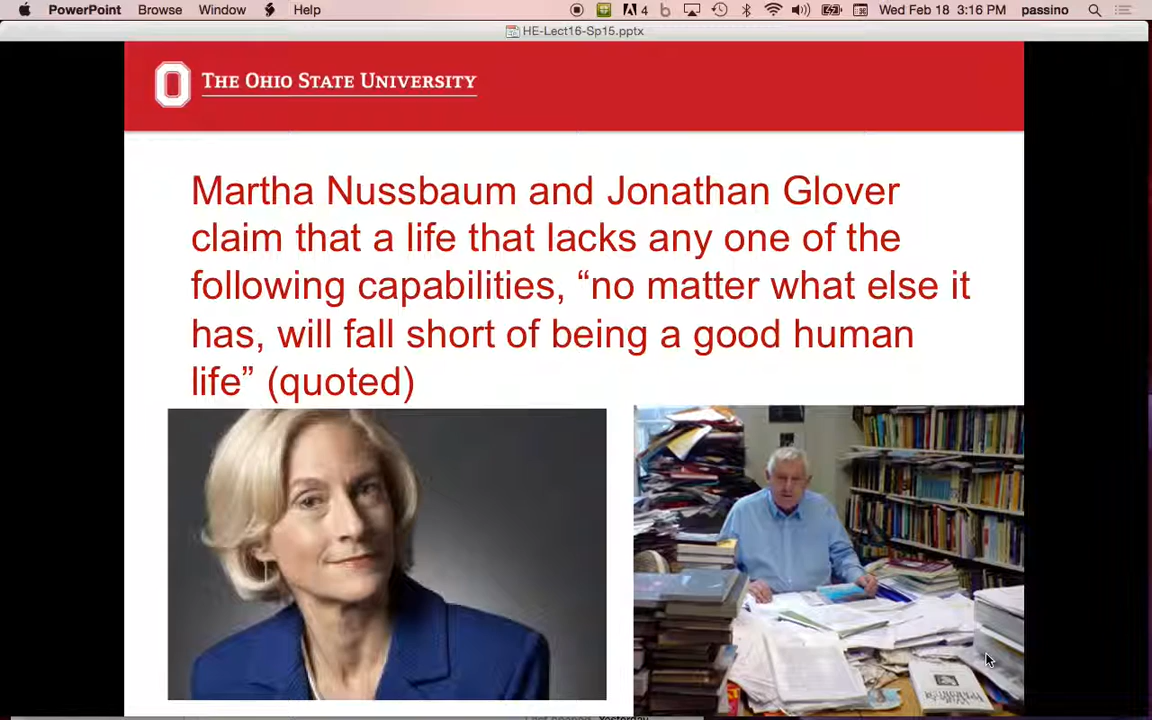 PowerPoint Browse Window Help 4 Wed Feb 18 3:16 PM passino
HE-Lect16-Sp15.pptx
THE OHIO STATE UNIVERSITY
Martha Nussbaum and Jonathan Glover
claim that a life that lacks any one of the
following capabilities, “no matter what else it
has, will fall short of being a good human
life” (quoted)